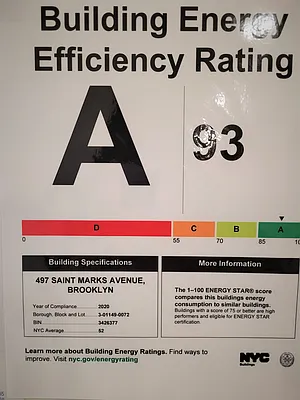 Building Energy
Efficiency Rating
A 93
D C B A
0 55 70 85 10
Building Specifications
497 SAINT MARKS AVENUE,
BROOKLYN
Year of Compliance 2020
Borough, Block and Lot 3-01149-0072
BIN 3426377
NYC Average 52
More Information
The 1–100 ENERGY STAR® score
compares this buildings energy
consumption to similar buildings.
Buildings with a score of 75 or better are high
performers and eligible for ENERGY STAR
certification
Learn more about Building Energy Ratings. Find ways to
improve. Visit nyc.gov/energyrating
NYC
Buildings